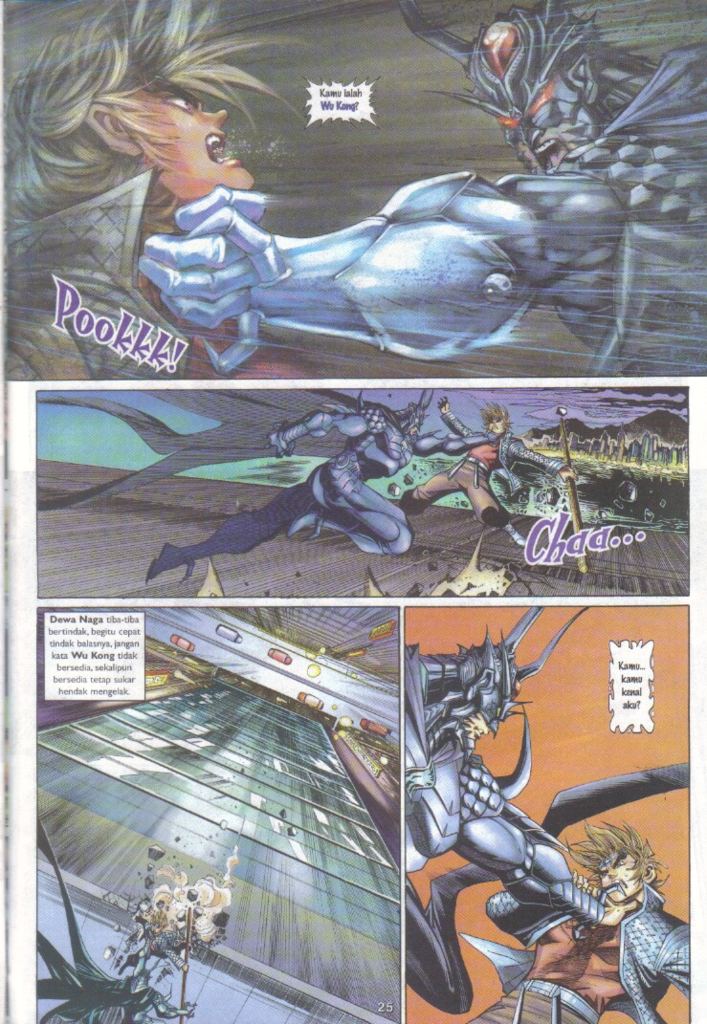 Kamu ialah
Wu Kong?
Pookkk!
Chaa...
Dewa Naga tiba-tiba
bertindak, begitu cepat
tindak balasnya, jangan
kata Wu Kong tidak
bersedia, sekalipun
bersedia tetap sukar
hendak mengelak.
Kamu...
kamu
kenal
aku?
25